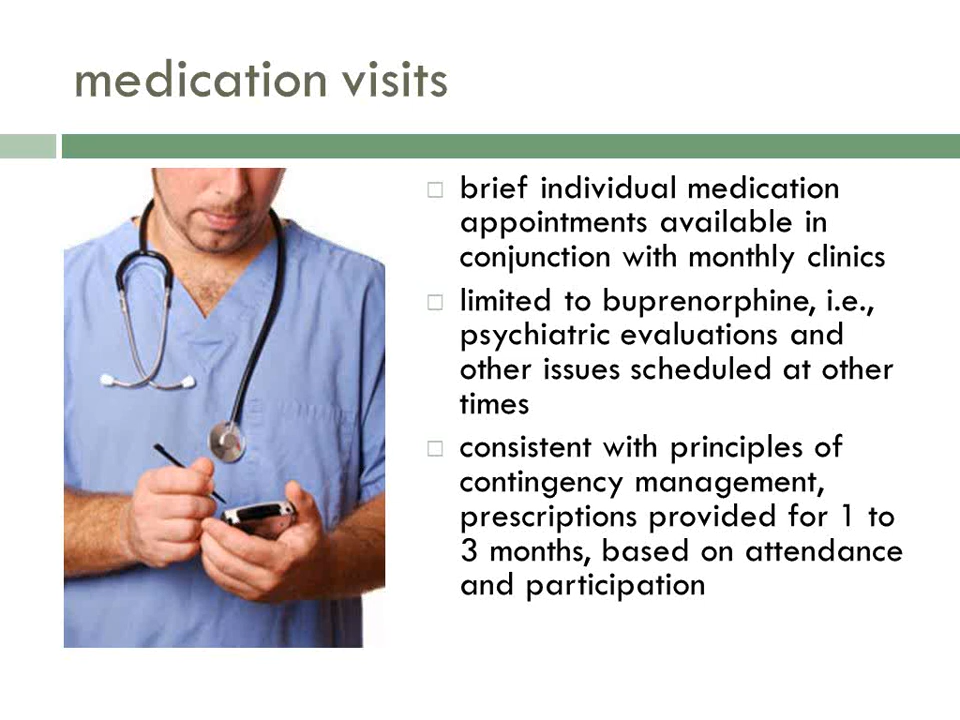 medication visits
brief individual medication
appointments available in
conjunction with monthly clinics
limited to buprenorphine, i.e.,
psychiatric evaluations and
other issues scheduled at other
times
consistent with principles of
contingency management,
prescriptions provided for 1 to
3 months, based on attendance
and participation